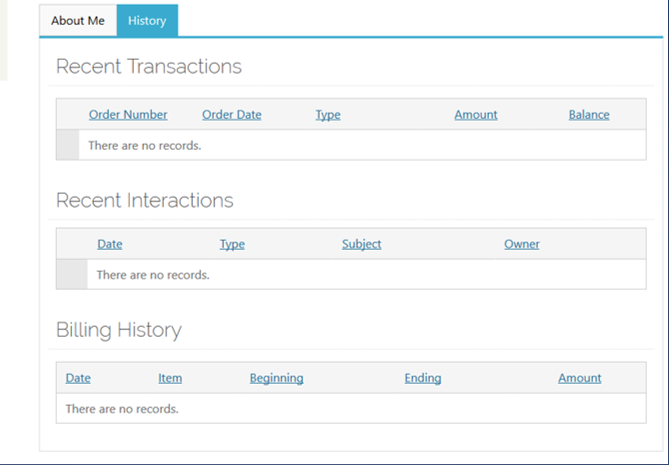 About Me History
Recent Transactions
Order Number Order Date Type Amount Balance
There are no records.
Recent Interactions
Date Type Subject Owner
There are no records.
Billing History
Date Item Beginning Ending Amount
There are no records.